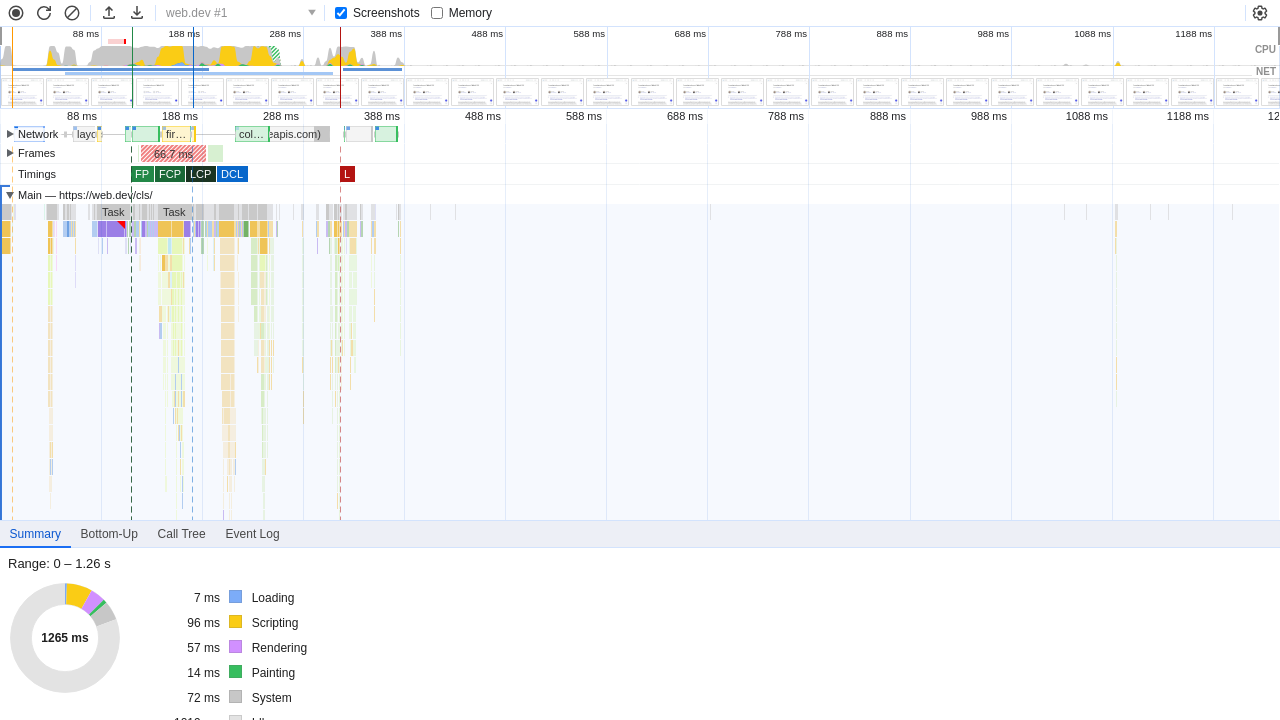 web.dev #1 Screenshots Memory
88 ms 188 ms 288 ms 388 ms 488 ms 588 ms 688 ms 788 ms 888 ms 988 ms 1088 ms 1188 ms
CPU
NET
88 ms 188 ms 288 ms 388 ms 488 ms 588 ms 688 ms 788 ms 888 ms 988 ms 1088 ms 1188 ms 12
Network fir… col… eapis.com)
Frames 66.7 ms
Timings FP FCP LCP DCL L
Main — https://web.dev/cls/
Task Task
Summary Bottom-Up Call Tree Event Log
Range: 0 – 1.26 s
7 ms Loading
96 ms Scripting
1265 ms
57 ms Rendering
14 ms Painting
72 ms System